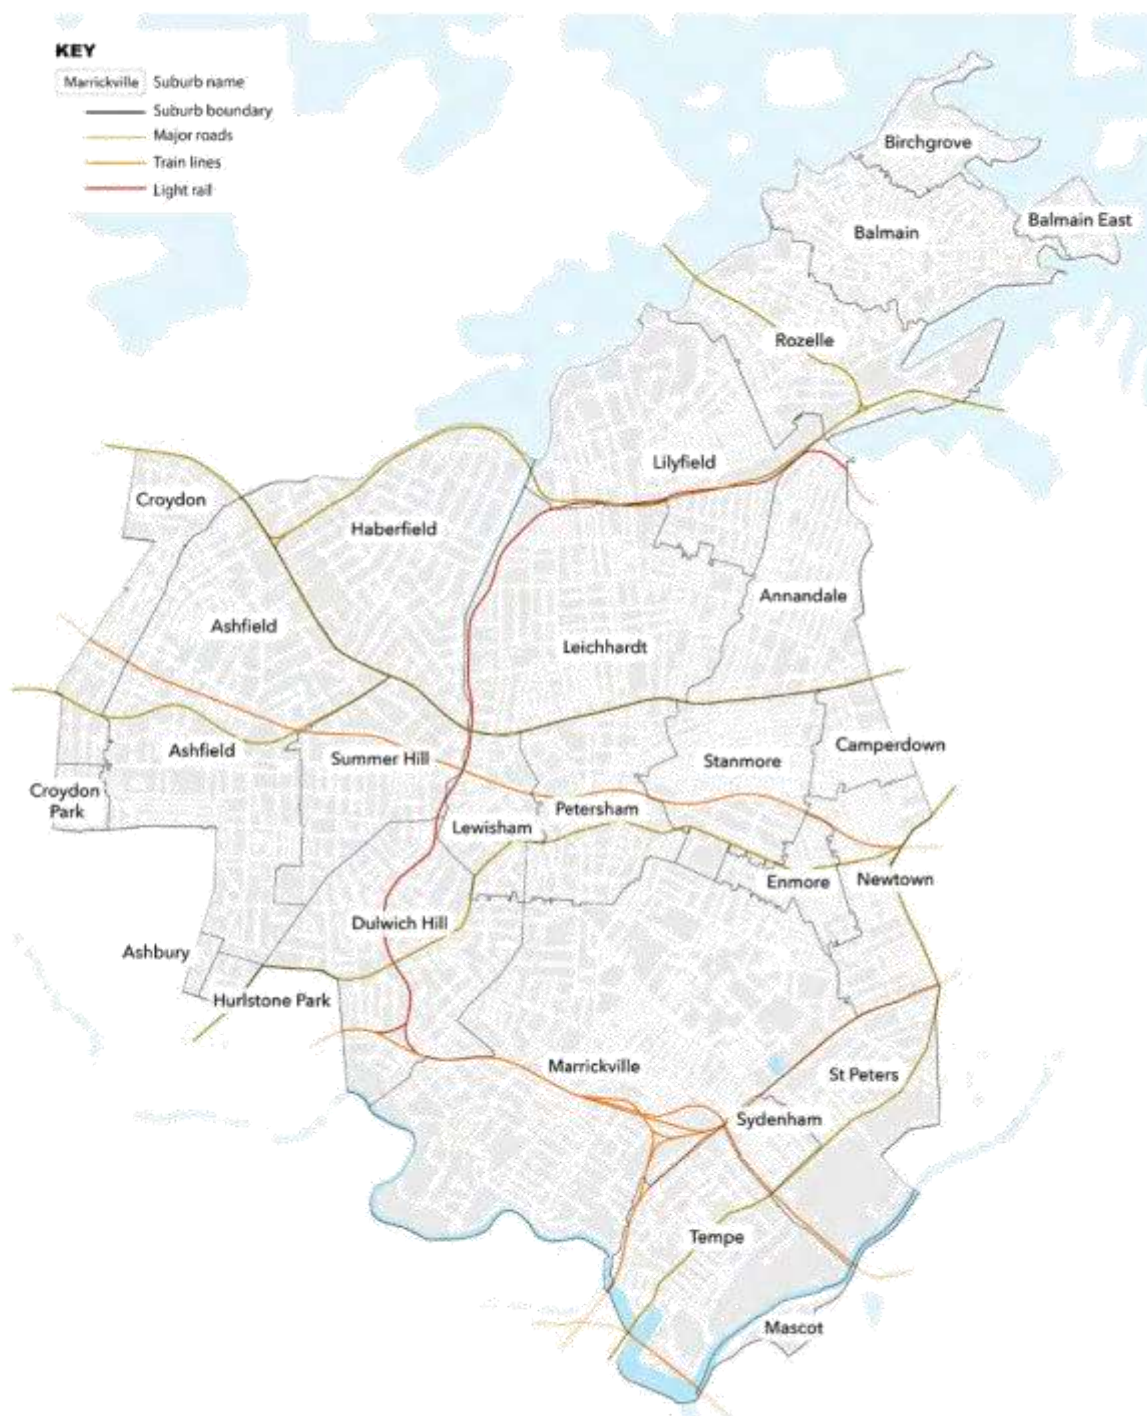 KEY
Marrickville Suburb name
Suburb boundary
Major roads
Train lines
Light rail
Birchgrove
Balmain East
Balmain
Rozelle
Lilyfield
Croydon
Haberfield
Annandale
Ashfield
Leichhardt
Camperdown
Ashfield
Summer Hill
Stanmore
Croydon
Park
Petersham
Lewisham
Enmore
Newtown
Dulwich Hill
Ashbury
Hurlstone Park
Marrickville
St Peters
Sydenham
Tempe
Mascot